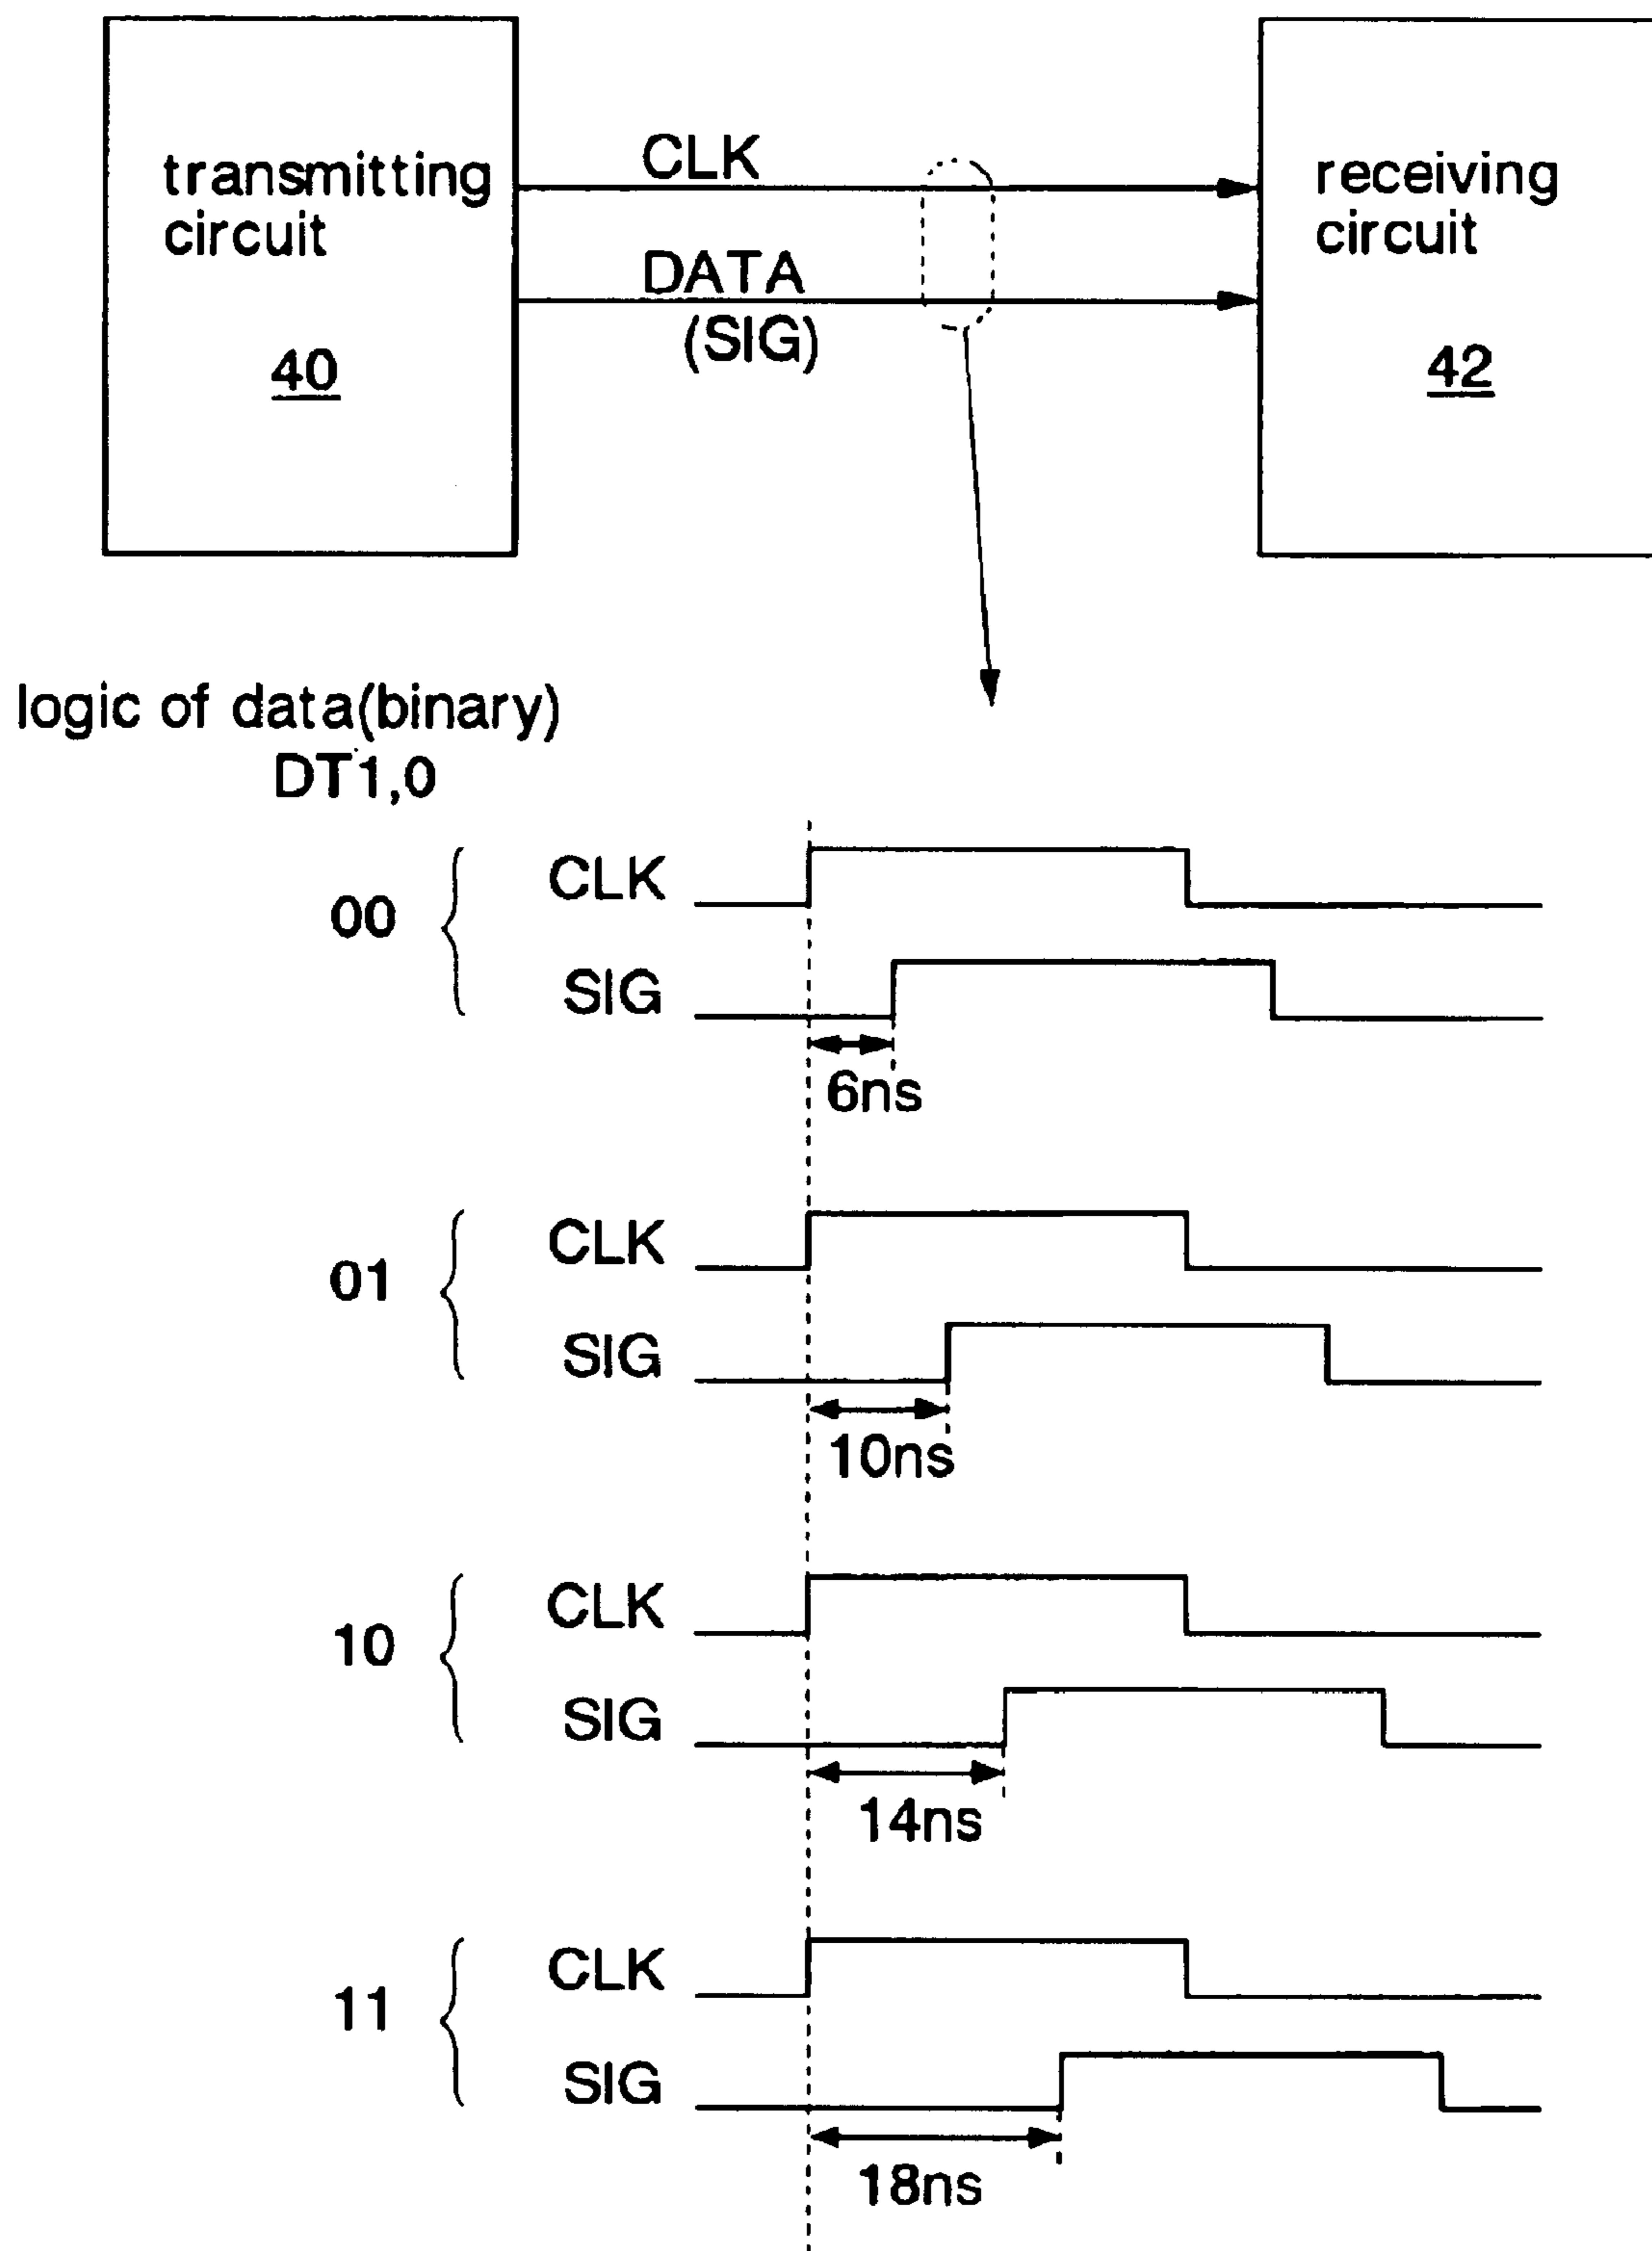 transmitting
circuit
40
CLK
DATA
(SIG)
receiving
circuit
42
logic of data(binary)
DT1,0
00
CLK
SIG
6ns
01
CLK
SIG
10ns
10
CLK
SIG
14ns
11
CLK
SIG
18ns